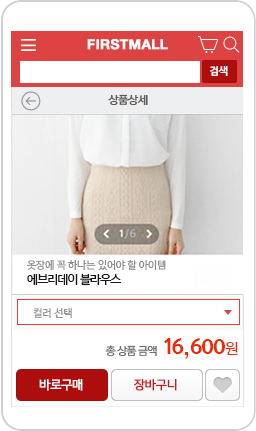 FIRSTMALL
검색
상품상세
1/6
옷장에 꼭 하나는 있어야 할 아이템
에브리데이 블라우스
컬러 선택
총 상품 금액 16,600원
바로구매 장바구니